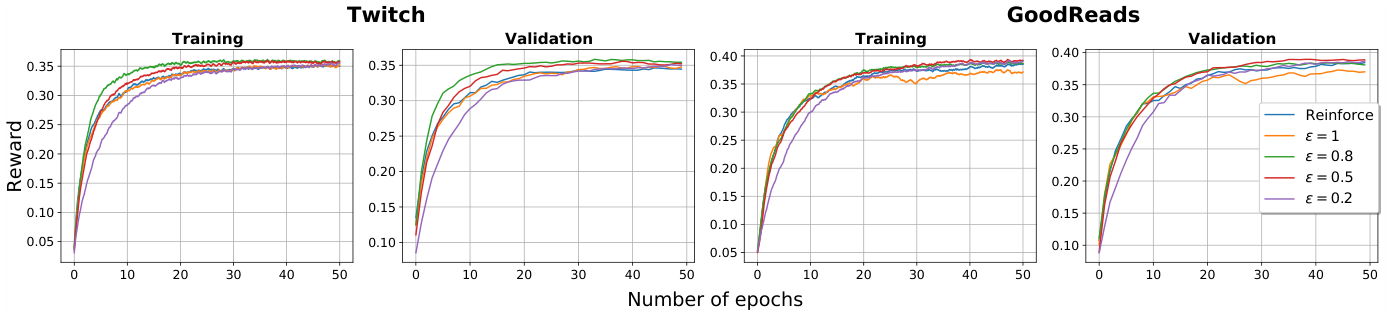 Twitch
GoodReads
Training
Validation
Training
Validation
Reward
0.35
0.30
0.25
0.20
0.15
0.10
0.05
0 10 20 30 40 50
0.35
0.30
0.25
0.20
0.15
0.10
0 10 20 30 40 50
0.40
0.35
0.30
0.25
0.20
0.15
0.10
0.05
0 10 20 30 40 50
0.40
0.35
0.30
0.25
0.20
0.15
0.10
0 10 20 30 40 50
Reinforce
ε = 1
ε = 0.8
ε = 0.5
ε = 0.2
Number of epochs